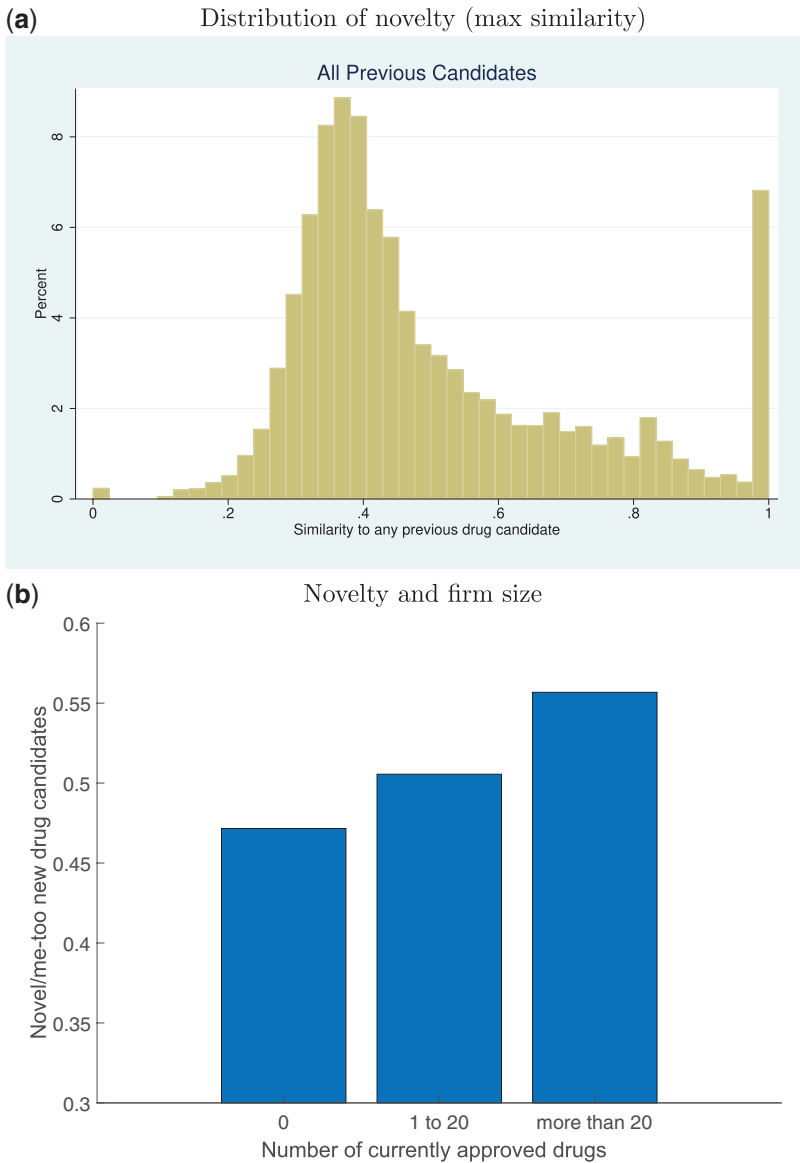 (a) Distribution of novelty (max similarity)
All Previous Candidates
Percent
8
6
4
2
0
0 .2 .4 .6 .8 1
Similarity to any previous drug candidate
(b) Novelty and firm size
Novel/me-too new drug candidates
0.6
0.55
0.5
0.45
0.4
0.35
0.3
0 1 to 20 more than 20
Number of currently approved drugs